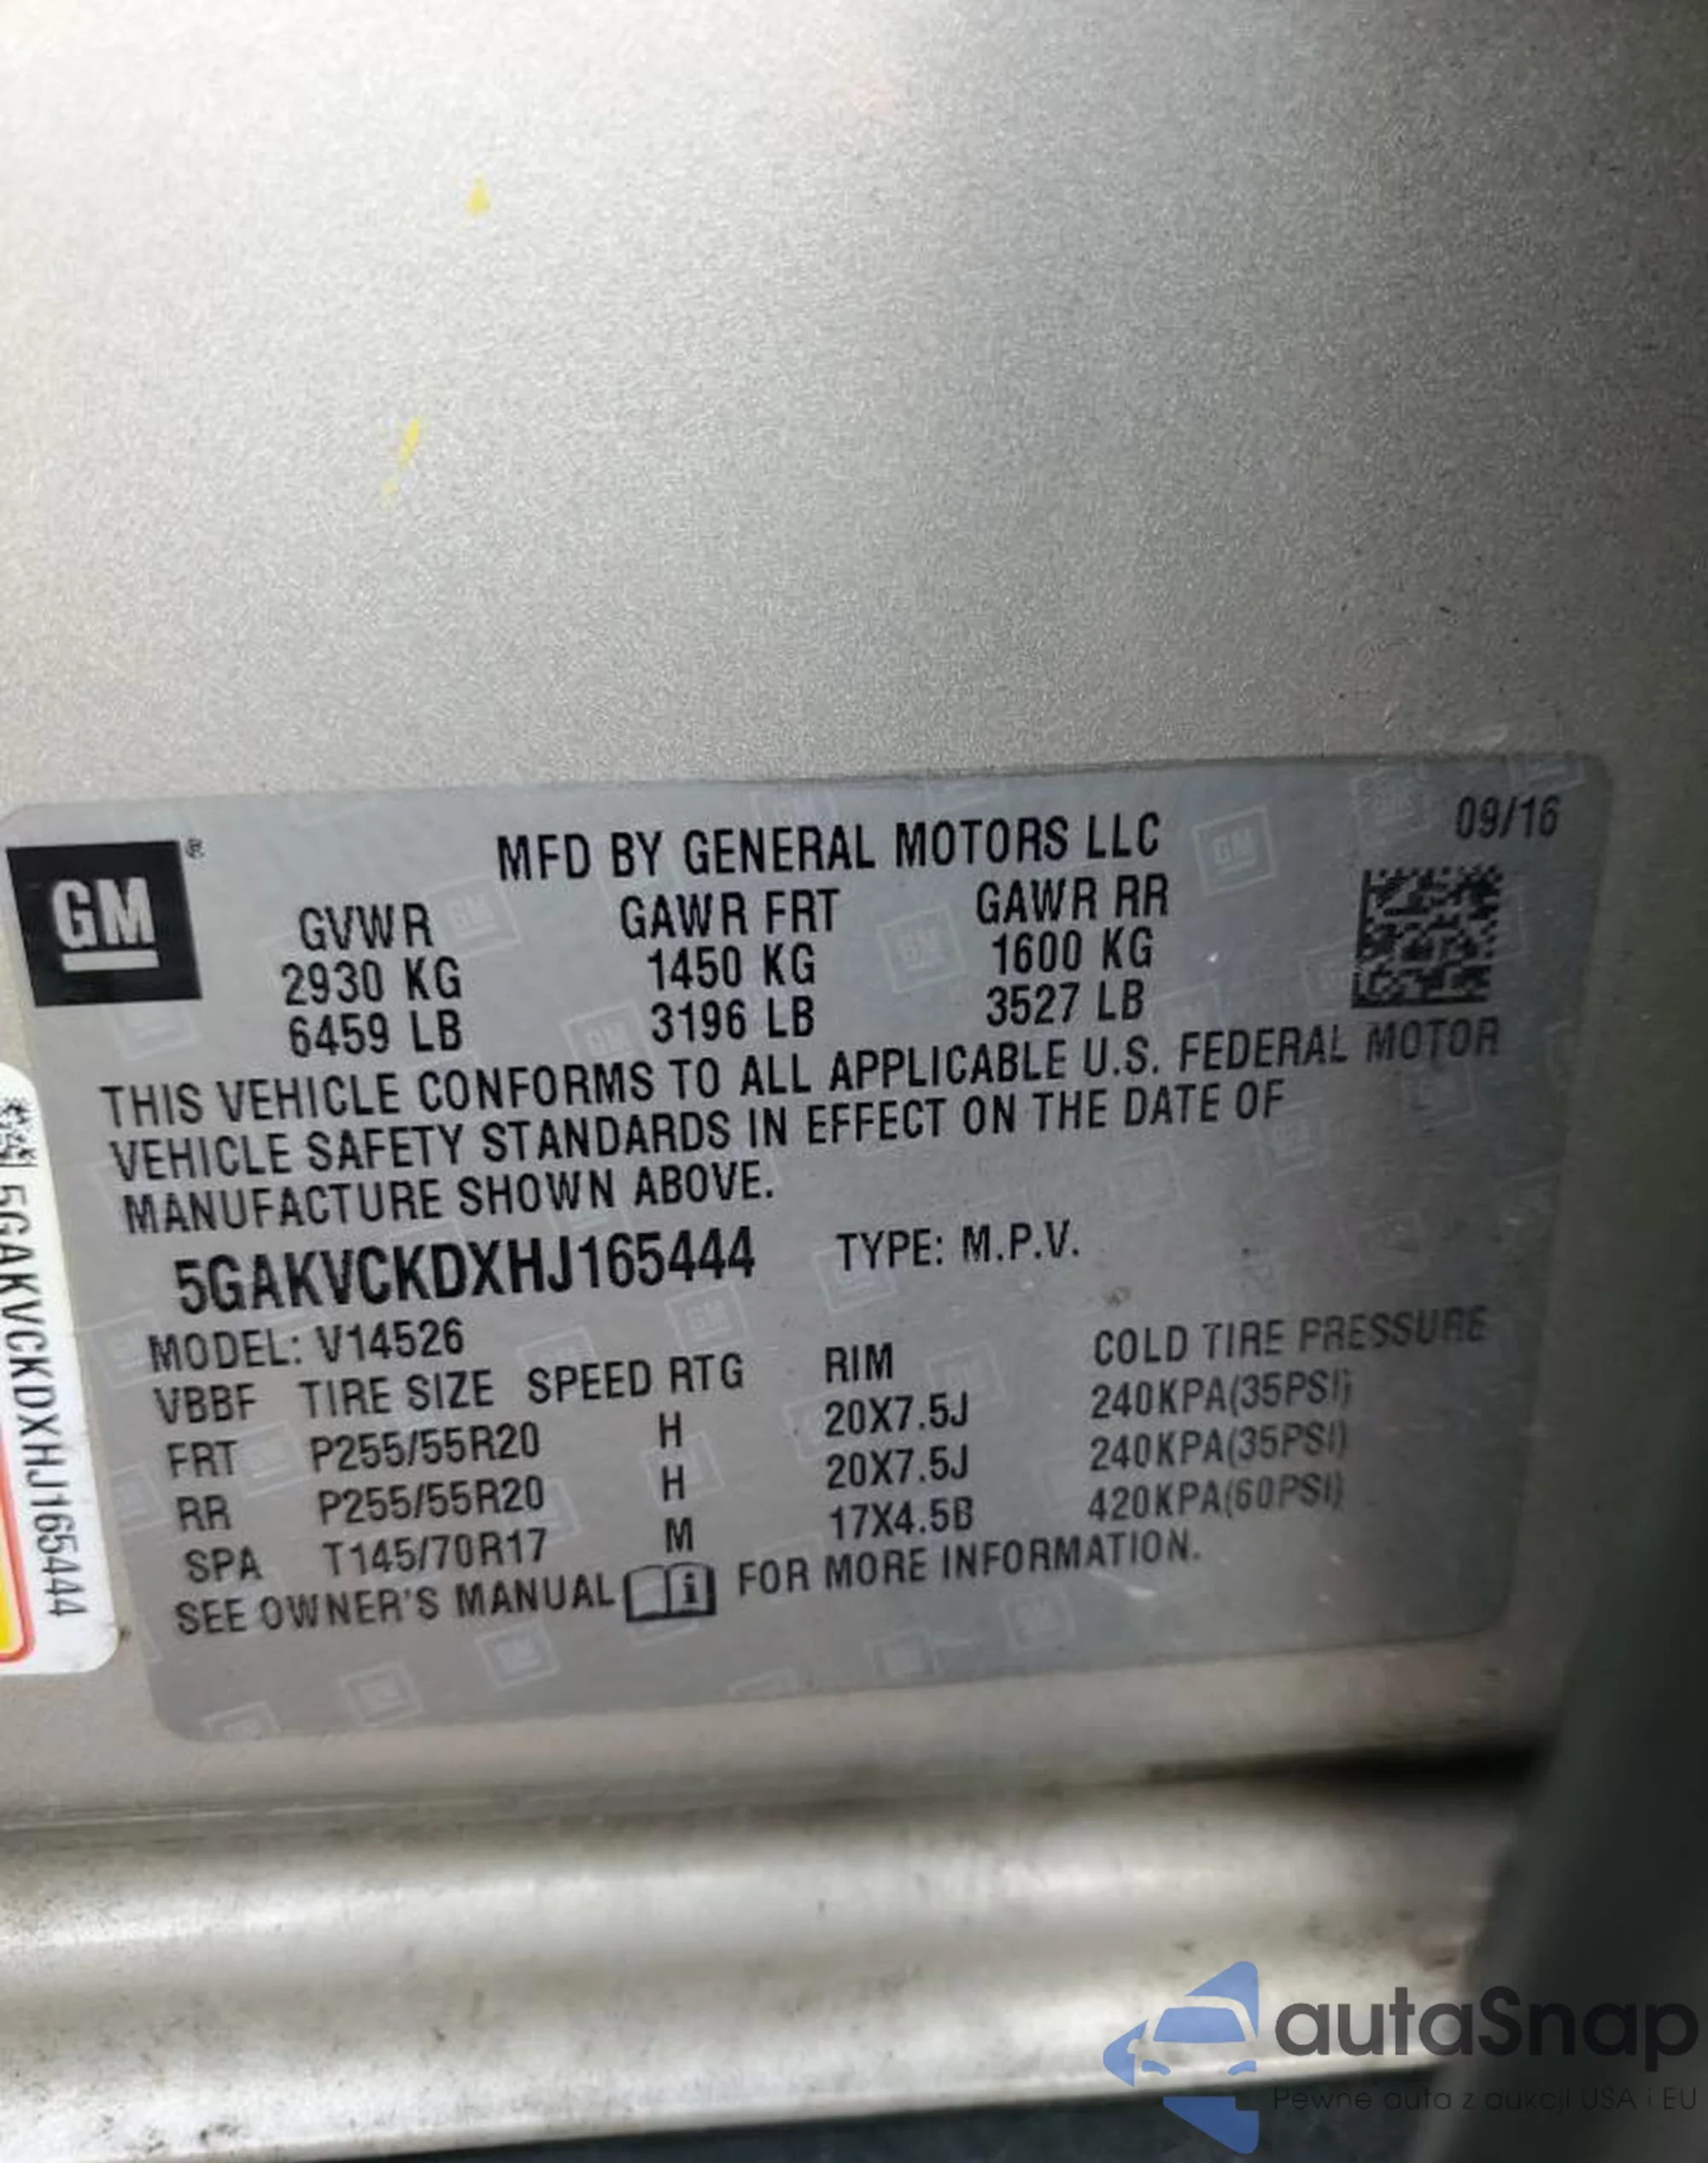 GM ®
MFD BY GENERAL MOTORS LLC 09/16
GVWR GAWR FRT GAWR RR
2930 KG 1450 KG 1600 KG
6459 LB 3196 LB 3527 LB
THIS VEHICLE CONFORMS TO ALL APPLICABLE U.S. FEDERAL MOTOR
VEHICLE SAFETY STANDARDS IN EFFECT ON THE DATE OF
MANUFACTURE SHOWN ABOVE.
5GAKVCKDXHJ165444 TYPE: M.P.V.
MODEL: V14526
VBBF TIRE SIZE SPEED RTG RIM COLD TIRE PRESSURE
FRT P255/55R20 H 20X7.5J 240KPA(35PSI)
RR P255/55R20 H 20X7.5J 240KPA(35PSI)
SPA T145/70R17 M 17X4.5B 420KPA(60PSI)
SEE OWNER'S MANUAL i FOR MORE INFORMATION.
5GAKVCKDXHJ165444
autaSnap
Pewne auta z aukcji USA i EU